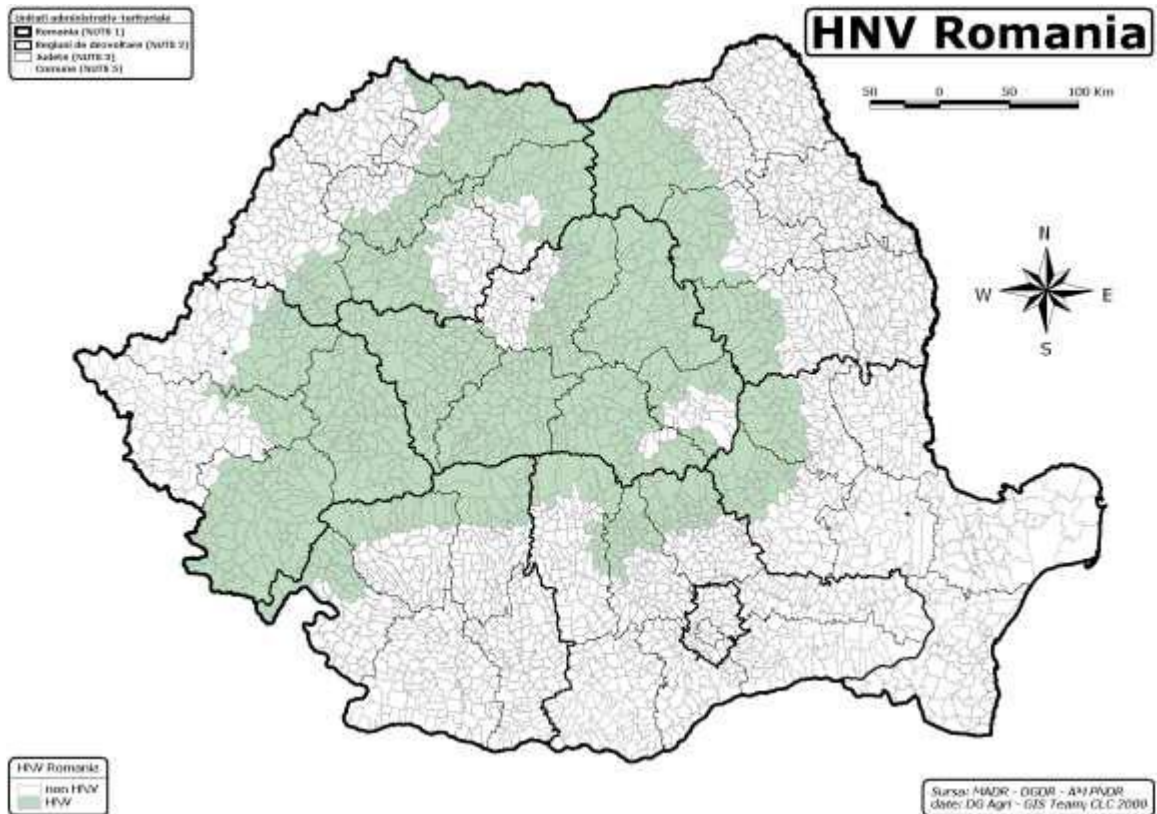 Unitati administrativ-teritoriale
Romania (NUTS 1)
Regiuni de dezvoltare (NUTS 2)
Judete (NUTS 3)
Comune (NUTS 5)
HNV Romania
50 0 50 100 Km
N
W E
S
HNV Romania
non HNV
HNV
Sursa: MADR - DGDR - AM PNDR
date: DG Agri - GIS Team; CLC 2000